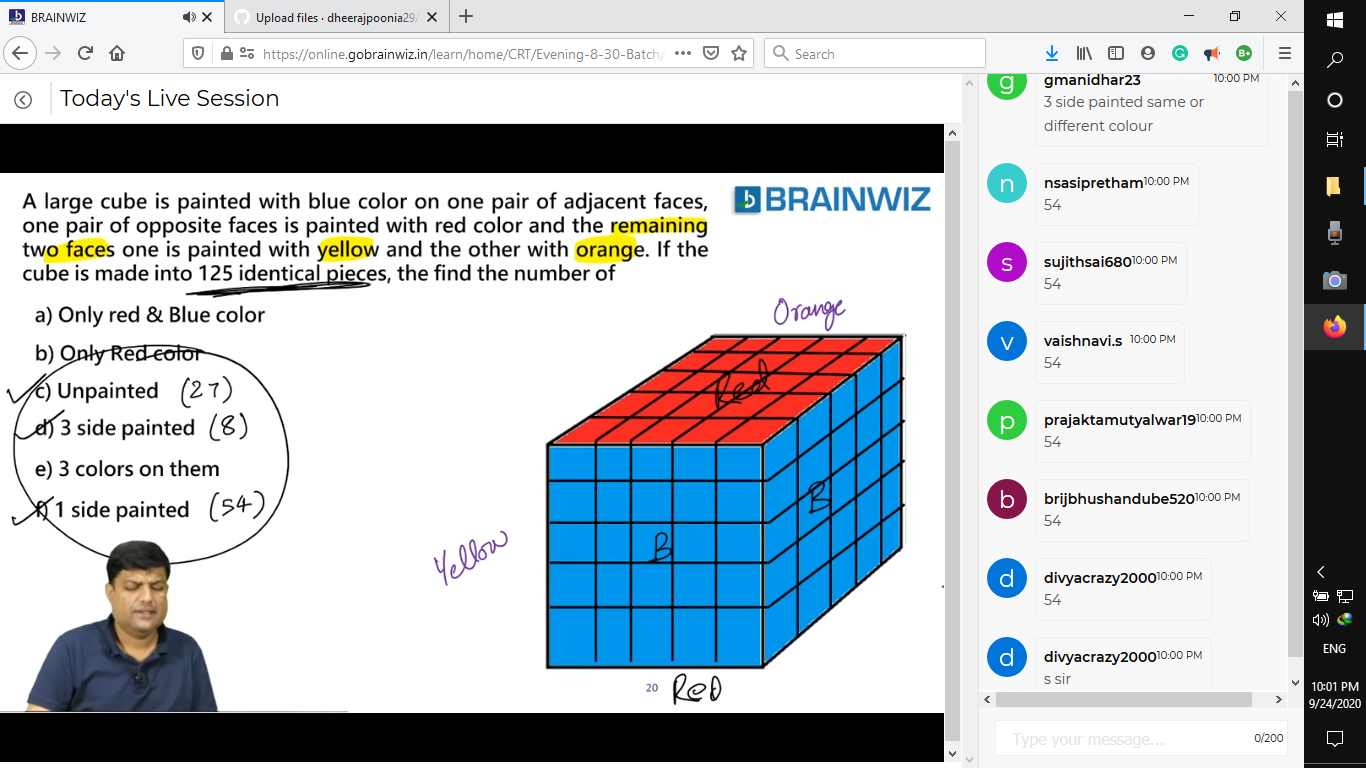 BRAINWIZ
Upload files · dheerajpoonia29/
https://online.gobrainwiz.in/learn/home/CRT/Evening-8-30-Batch/
Search
Today's Live Session
A large cube is painted with blue color on one pair of adjacent faces,
one pair of opposite faces is painted with red color and the remaining
two faces one is painted with yellow and the other with orange. If the
cube is made into 125 identical pieces, the find the number of
BRAINWIZ
a) Only red & Blue color
b) Only Red color
c) Unpainted (27)
d) 3 side painted (8)
e) 3 colors on them
f) 1 side painted (54)
Orange
Red
B
B
Yellow
20 Red
gmanidhar23 10:00 PM
3 side painted same or
different colour
nsasipretham 10:00 PM
54
sujithsai680 10:00 PM
54
vaishnavi.s 10:00 PM
54
prajaktamutyalwar19 10:00 PM
54
brijbhushandube520 10:00 PM
54
divyacrazy2000 10:00 PM
54
divyacrazy2000 10:00 PM
s sir
Type your message... 0/200
ENG
10:01 PM
9/24/2020